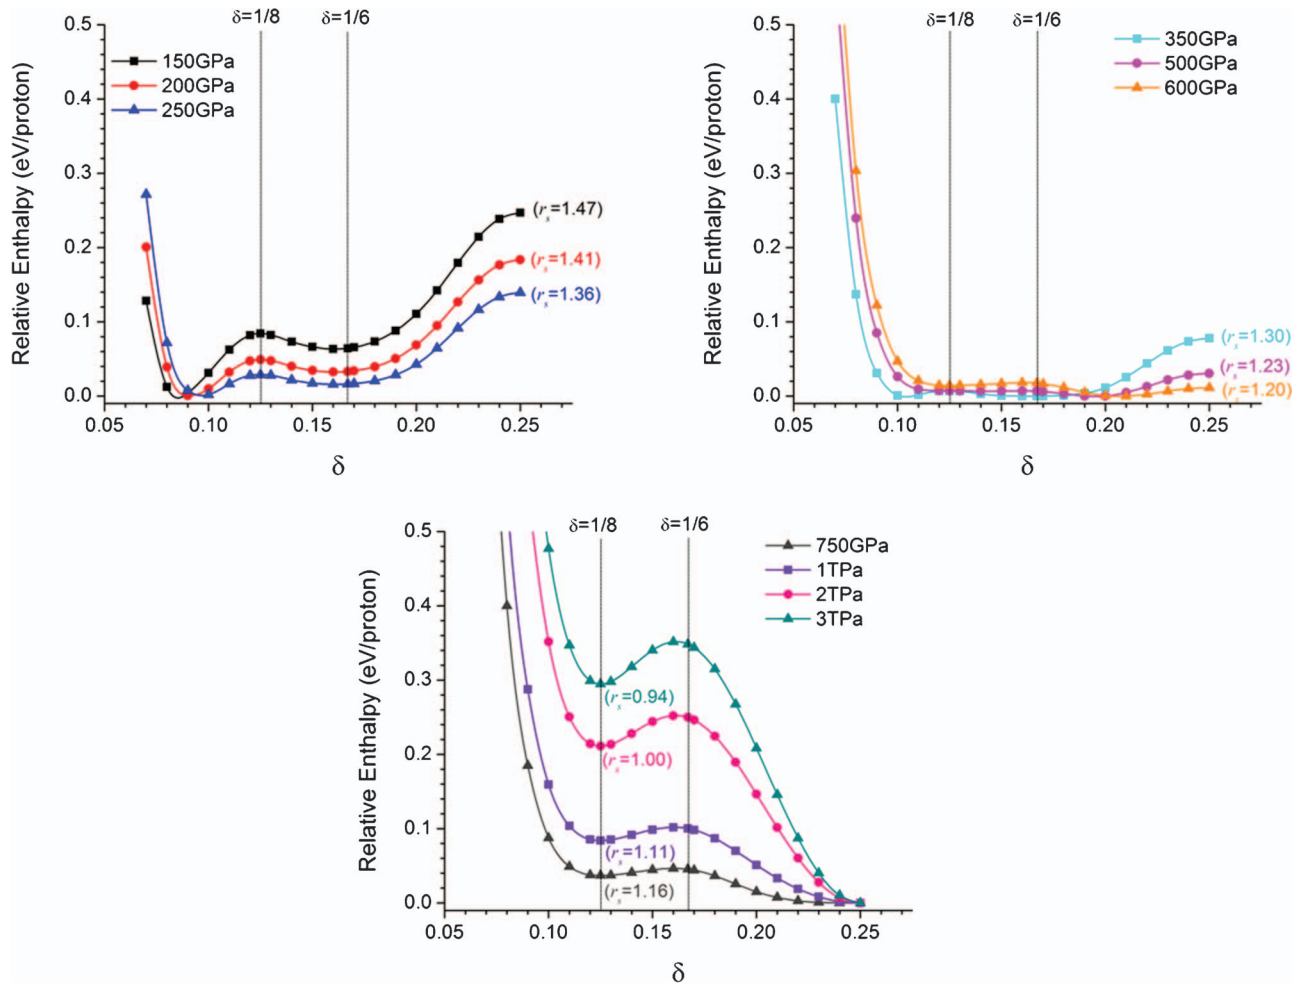 δ=1/8 δ=1/6
150GPa
200GPa
250GPa
Relative Enthalpy (eV/proton)
0.5
0.4
0.3
0.2
0.1
0.0
(rs=1.47)
(rs=1.41)
(rs=1.36)
0.05 0.10 0.15 0.20 0.25
δ
δ=1/8 δ=1/6
350GPa
500GPa
600GPa
Relative Enthalpy (eV/proton)
0.5
0.4
0.3
0.2
0.1
0.0
(rs=1.30)
(rs=1.23)
(rs=1.20)
0.05 0.10 0.15 0.20 0.25
δ
δ=1/8 δ=1/6
750GPa
1TPa
2TPa
3TPa
Relative Enthalpy (eV/proton)
0.5
0.4
0.3
0.2
0.1
0.0
(rs=0.94)
(rs=1.00)
(rs=1.11)
(rs=1.16)
0.05 0.10 0.15 0.20 0.25
δ